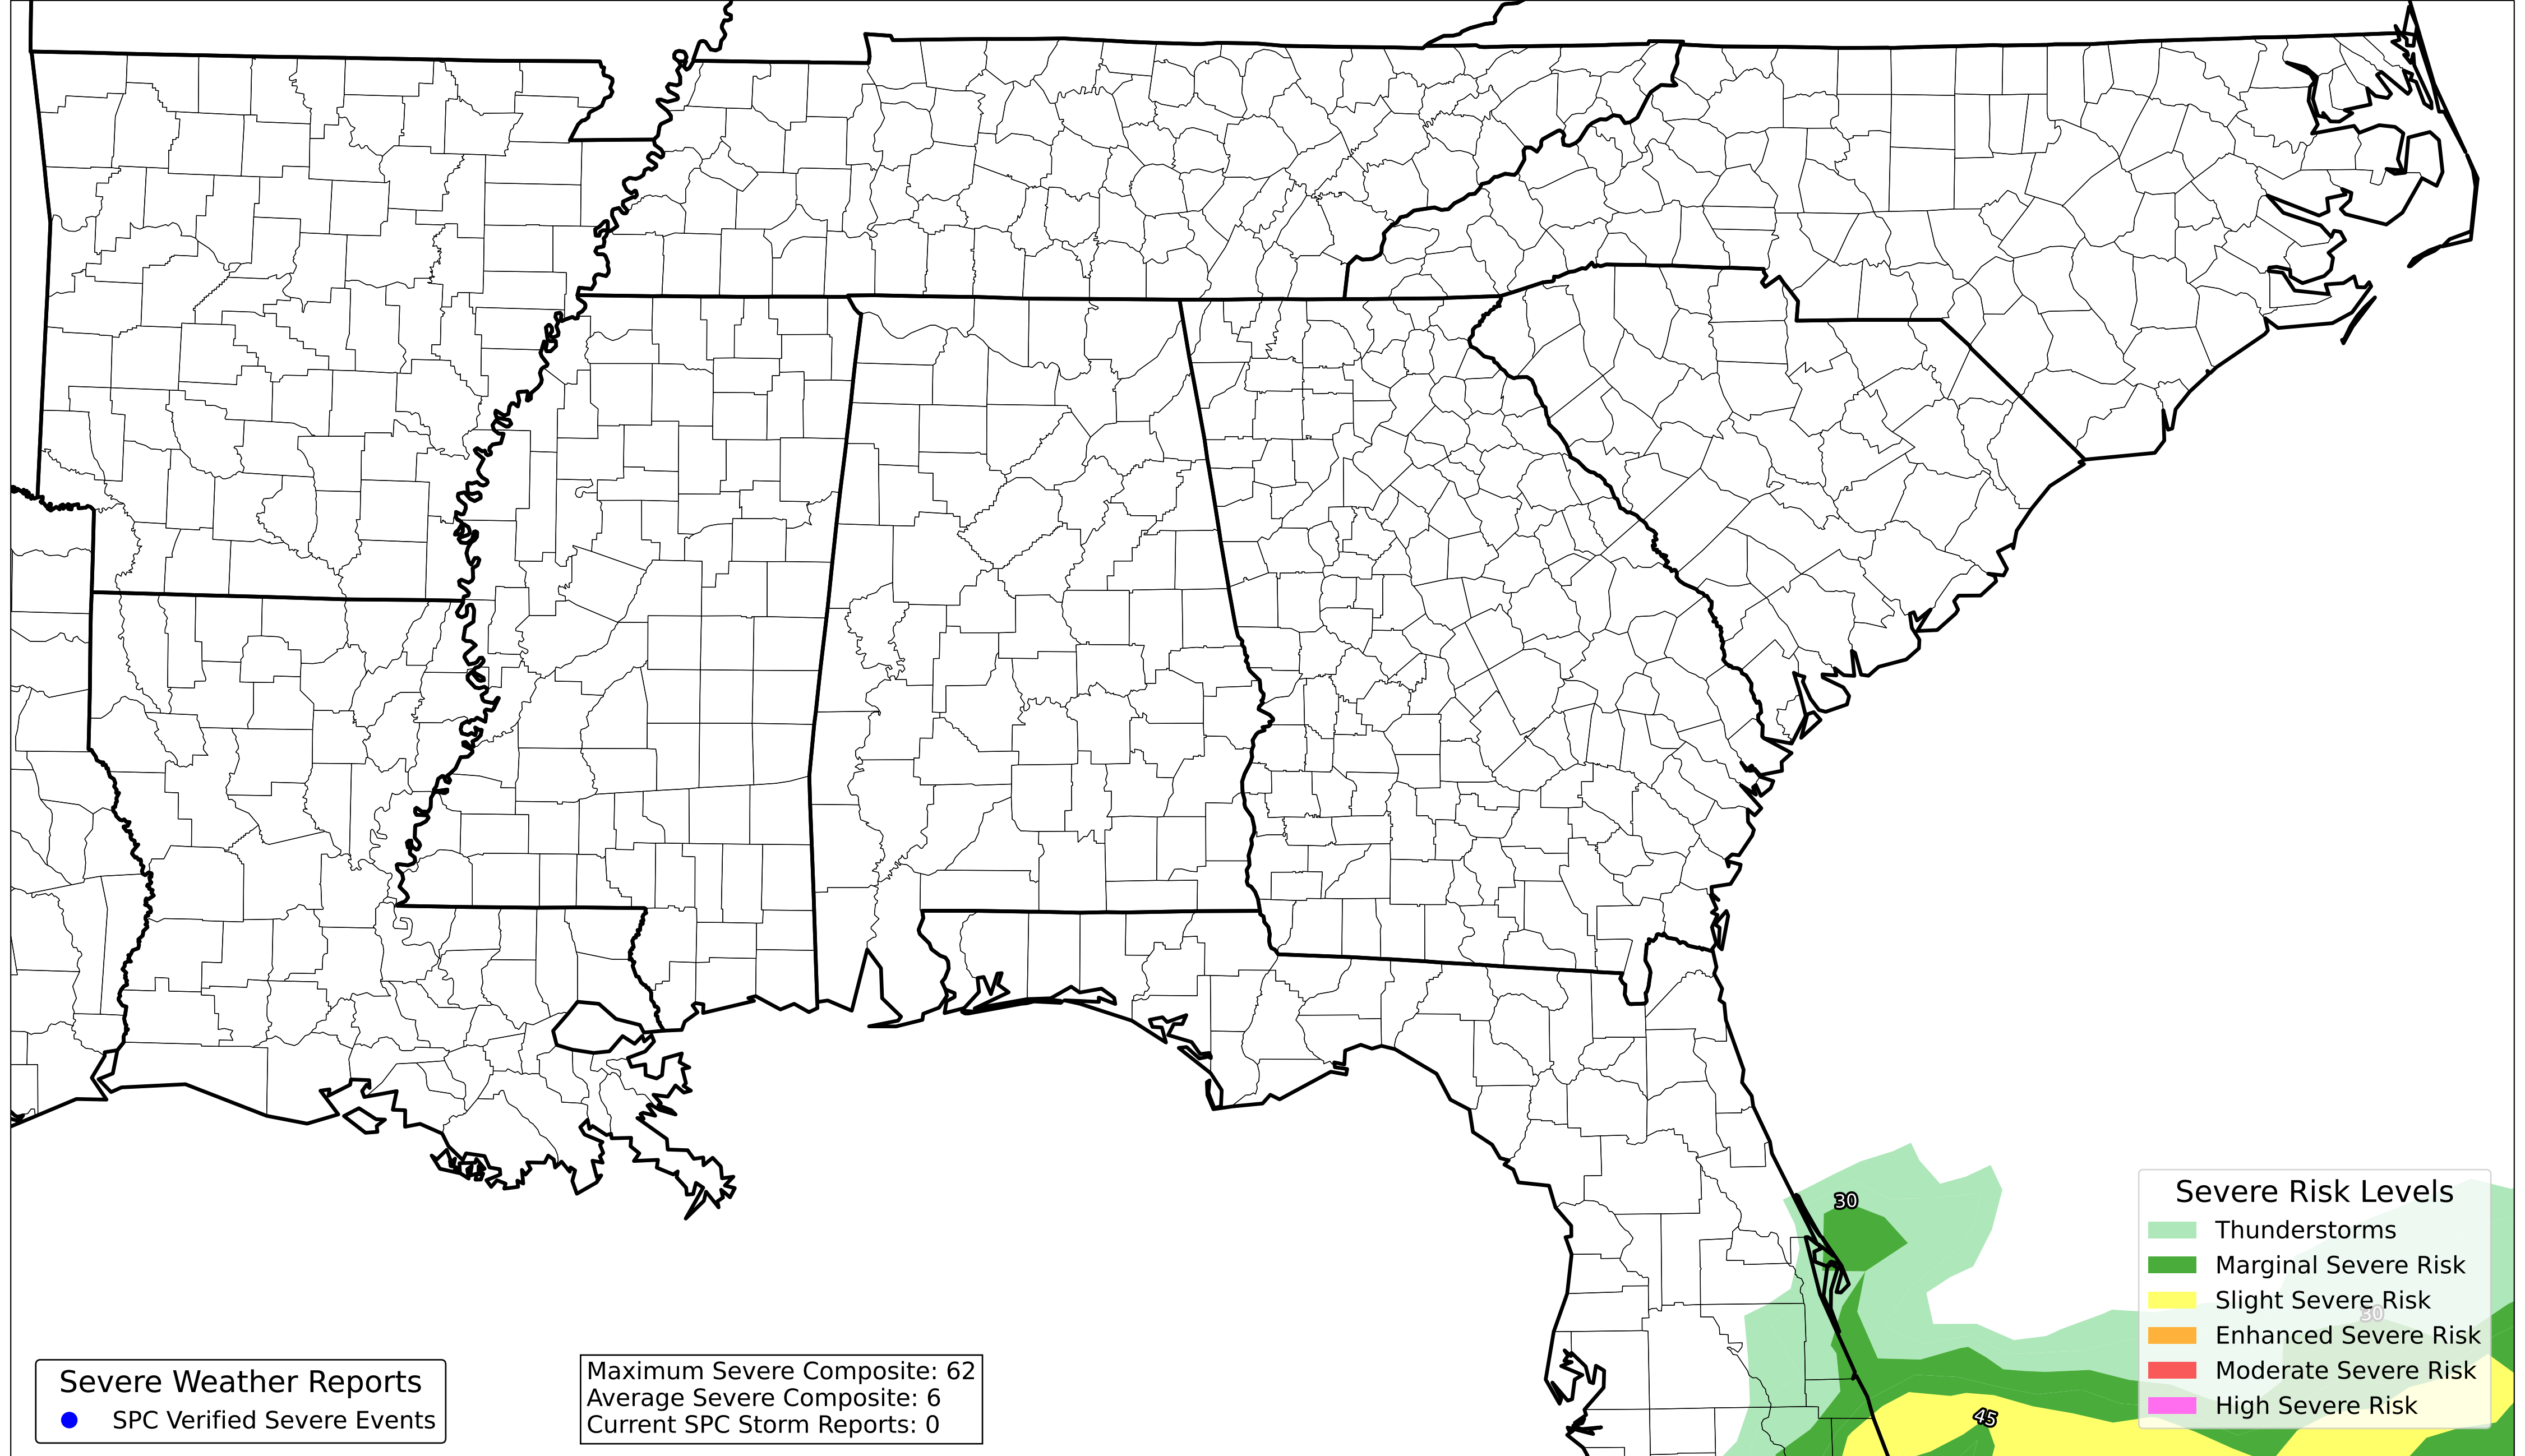 30
Severe Risk Levels
Thunderstorms
Marginal Severe Risk
Slight Severe Risk
30
Enhanced Severe Risk
Moderate Severe Risk
High Severe Risk
45
Severe Weather Reports
SPC Verified Severe Events
Maximum Severe Composite: 62
Average Severe Composite: 6
Current SPC Storm Reports: 0